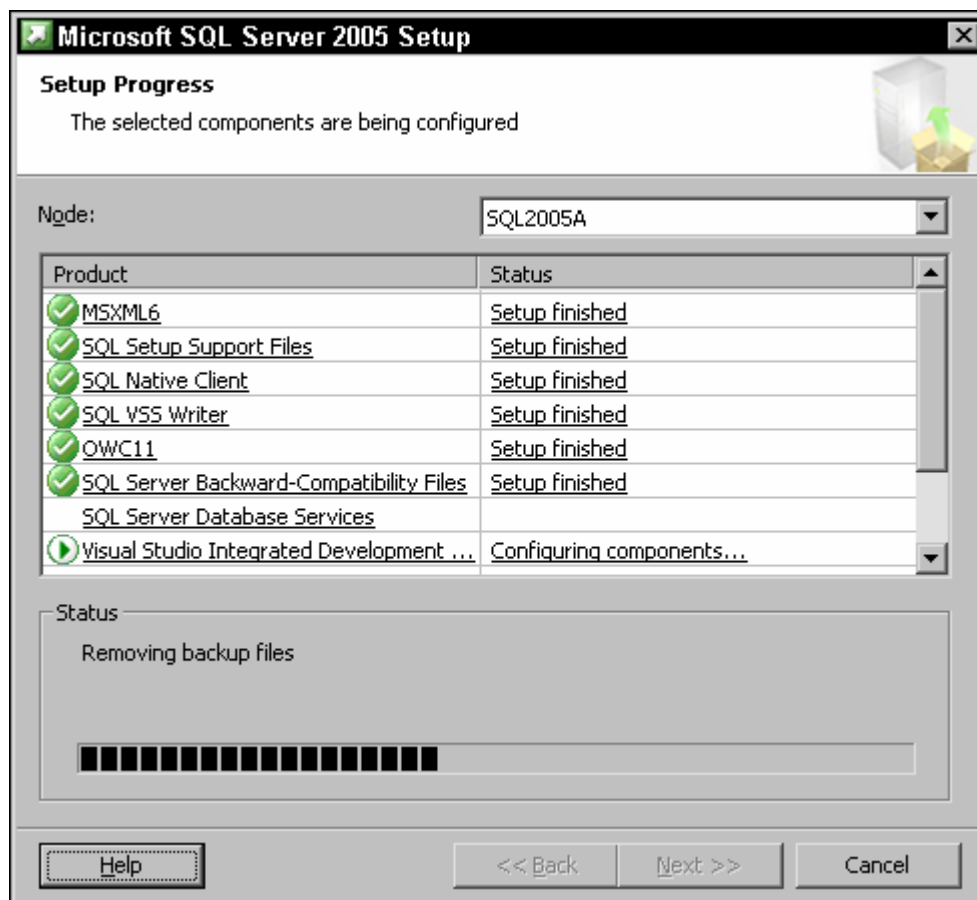 Microsoft SQL Server 2005 Setup
Setup Progress
The selected components are being configured
Node:
SQL2005A
Product Status
MSXML6 Setup finished
SQL Setup Support Files Setup finished
SQL Native Client Setup finished
SQL VSS Writer Setup finished
OWC11 Setup finished
SQL Server Backward-Compatibility Files Setup finished
SQL Server Database Services
Visual Studio Integrated Development ... Configuring components...
Status
Removing backup files
Help << Back Next >> Cancel